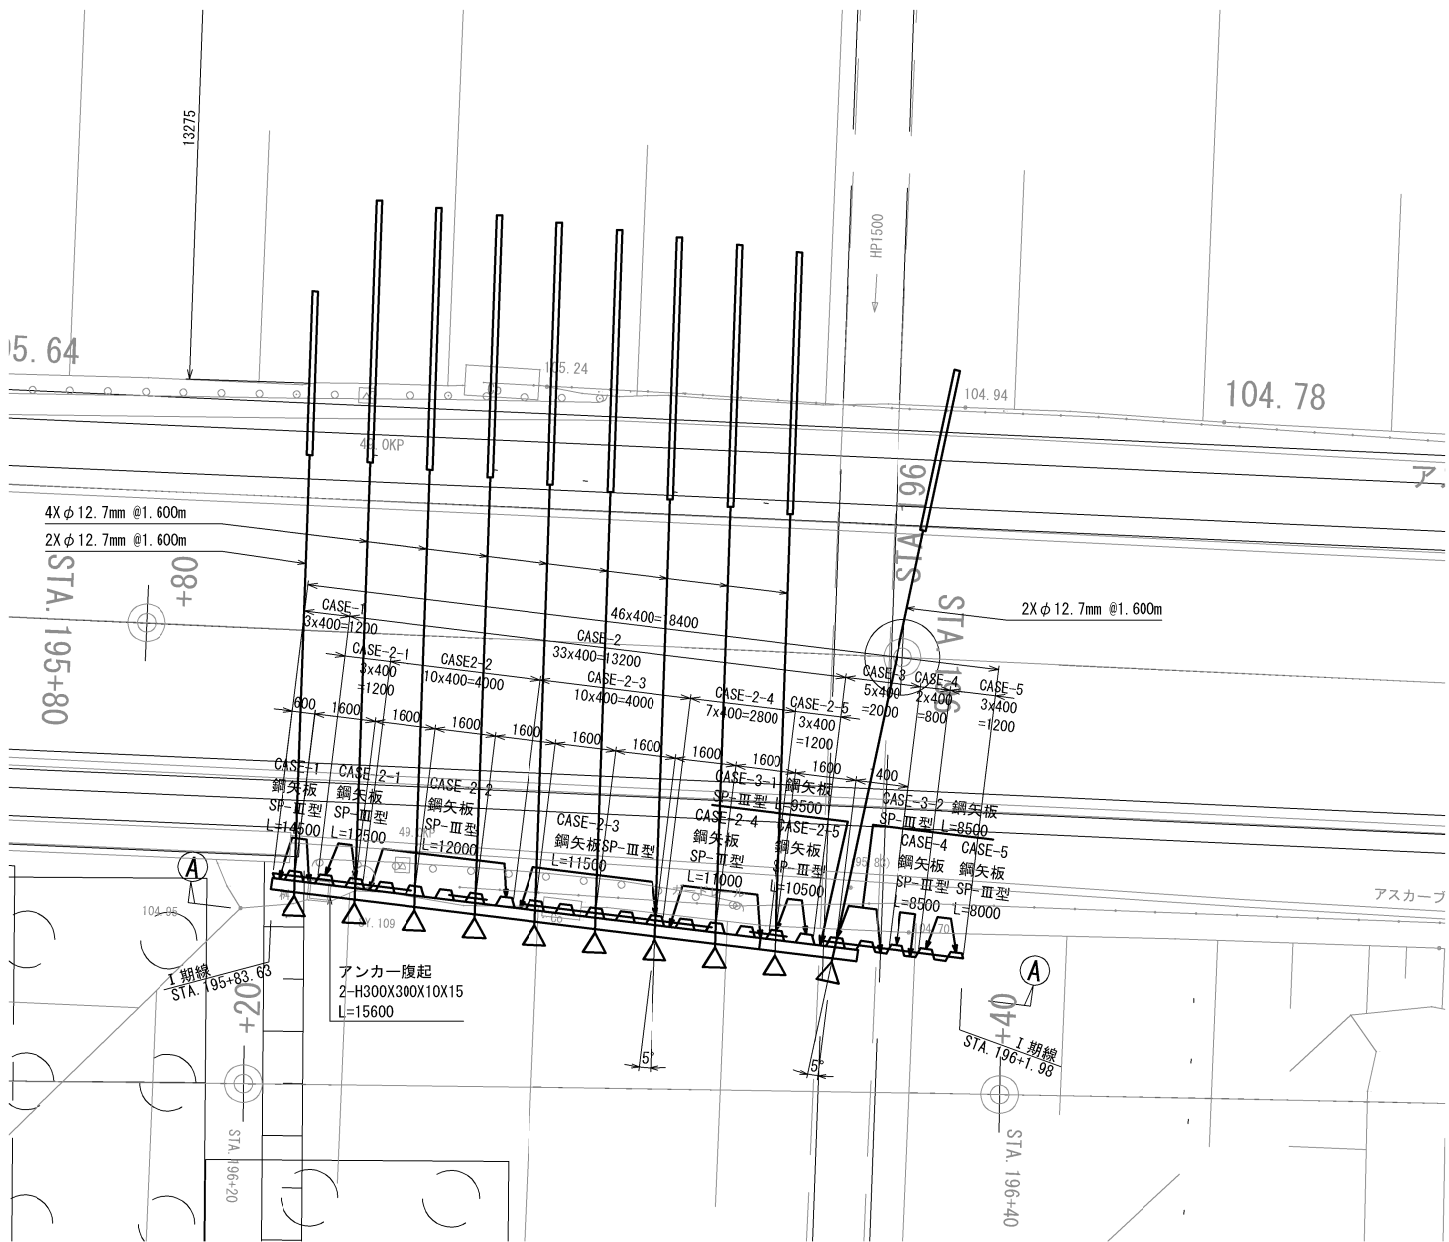 13275
HP1500
105.24
104.94
104.78
49.0KP
4Xφ12.7mm @1.600m
2Xφ12.7mm @1.600m
STA.195+80
+80
STA.196
STA.196
2Xφ12.7mm @1.600m
46x400=18400
CASE-1
3x400=1200
CASE-2
33x400=13200
CASE-2-1
3x400
=1200
CASE2-2
10x400=4000
CASE-2-3
10x400=4000
CASE-2-4
7x400=2800
CASE-2-5
3x400
=1200
CASE-3
5x400
=2000
CASE-4
2x400
=800
CASE-5
3x400
=1200
600
1600
1600
1600
1600
1600
1600
1600
1600
1600
400
CASE-1
鋼矢板
SP-Ⅲ型
L=14500
CASE-2-1
鋼矢板
SP-Ⅲ型
L=12500
CASE-2-2
鋼矢板
SP-Ⅲ型
L=12000
CASE-2-3
鋼矢板SP-Ⅲ型
L=11500
CASE-3-1 鋼矢板
SP-Ⅲ型 L=9500
CASE-2-4
鋼矢板
SP-Ⅲ型
L=11000
CASE-2-5
鋼矢板
SP-Ⅲ型
L=10500
CASE-3-2 鋼矢板
SP-Ⅲ型 L=8500
CASE-4
鋼矢板
SP-Ⅲ型
L=8500
CASE-5
鋼矢板
SP-Ⅲ型
L=8000
A
アスカーブ
Ⅰ期線
STA.195+83.63
アンカー腹起
2-H300X300X10X15
L=15600
A
Ⅰ期線
STA.196+1.98
5°
5°
+20
+40
STA.196+20
STA.196+40